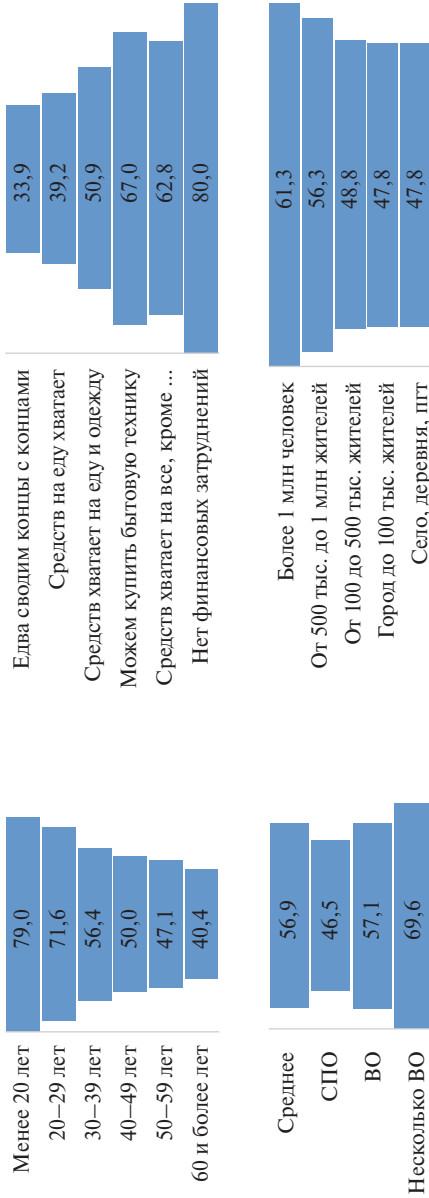 Менее 20 лет 79,0
20–29 лет 71,6
30–39 лет 56,4
40–49 лет 50,0
50–59 лет 47,1
60 и более лет 40,4
Едва сводим концы с концами 33,9
Средств на еду хватает 39,2
Средств хватает на еду и одежду 50,9
Можем купить бытовую технику 67,0
Средств хватает на все, кроме ... 62,8
Нет финансовых затруднений 80,0
Среднее 56,9
СПО 46,5
ВО 57,1
Несколько ВО 69,6
Более 1 млн человек 61,3
От 500 тыс. до 1 млн жителей 56,3
От 100 до 500 тыс. жителей 48,8
Город до 100 тыс. жителей 47,8
Село, деревня, пгт 47,8